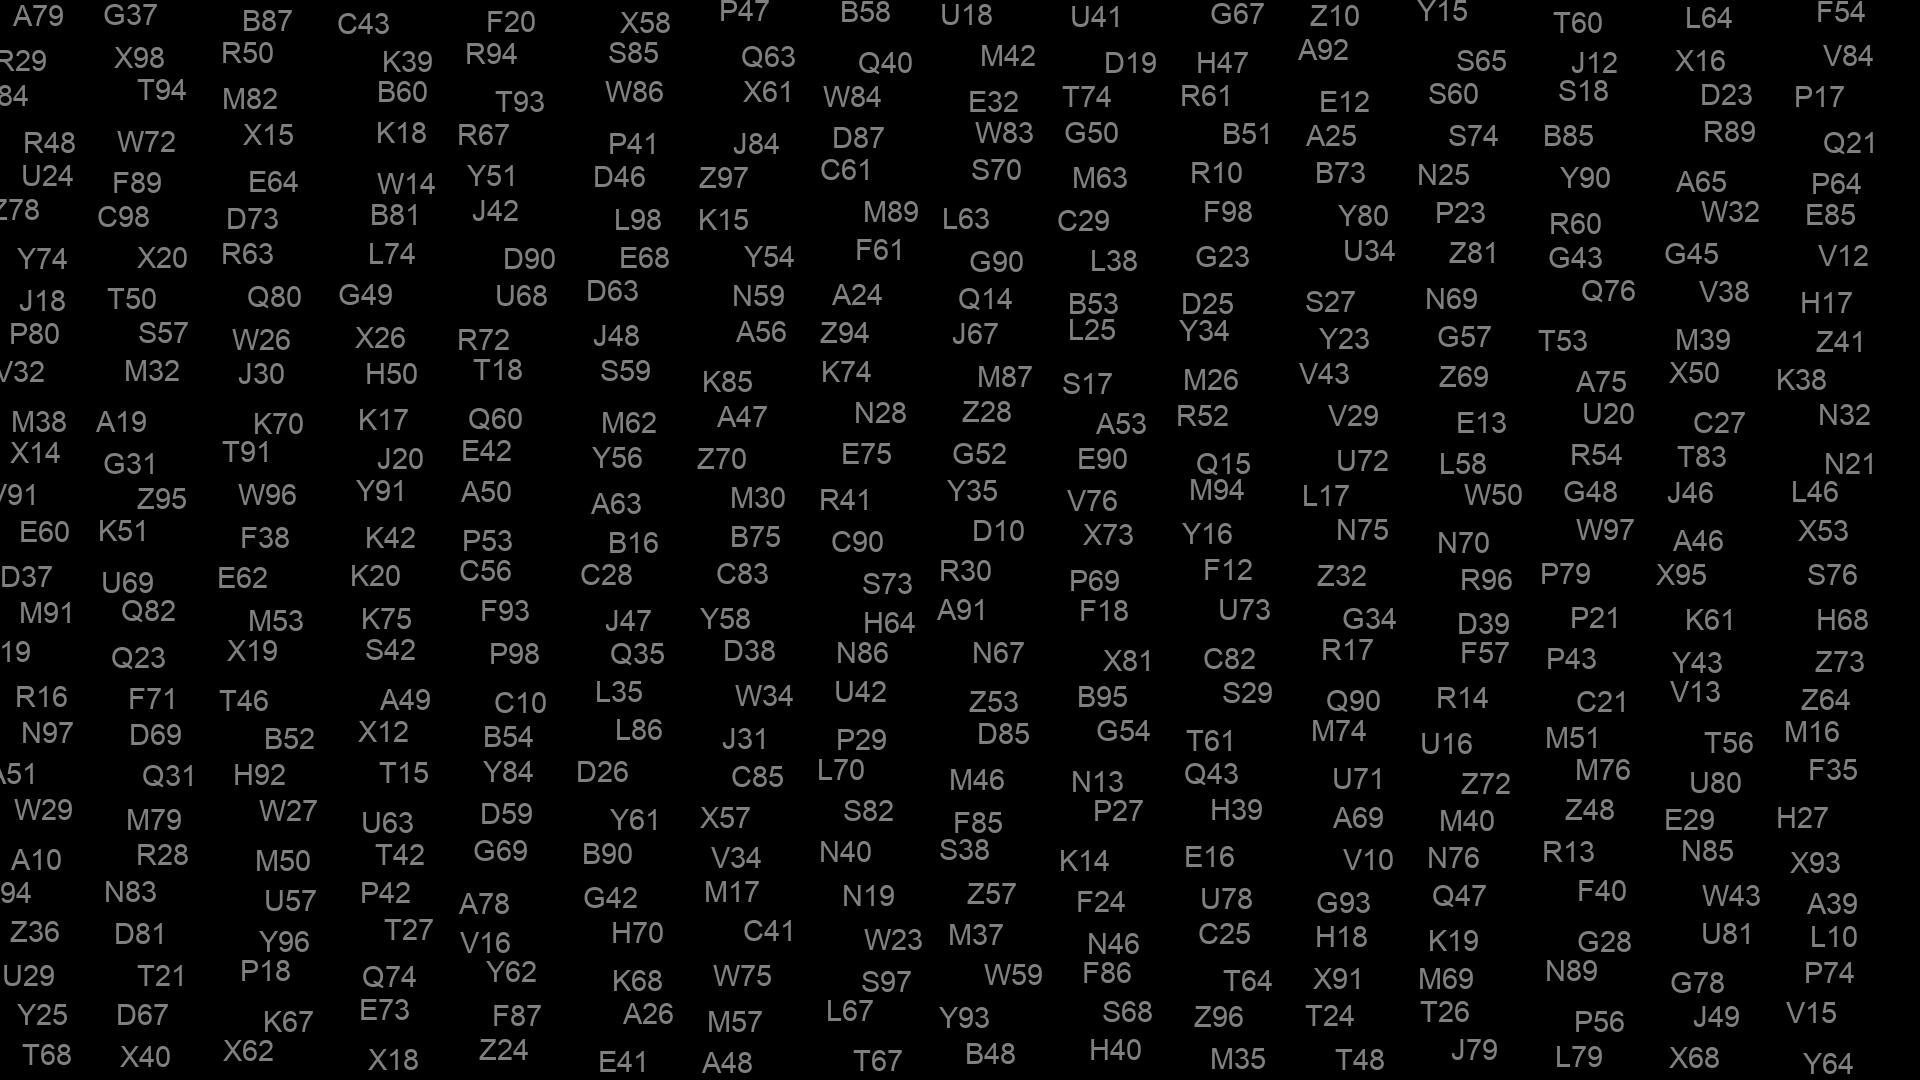 A79 G37 B87 C43 F20 X58 P47 B58 U18 U41 G67 Z10 Y15 T60 L64 F54
R29 X98 R50 K39 R94 S85 Q63 Q40 M42 D19 H47 A92 S65 J12 X16 V84
84 T94 M82 B60 T93 W86 X61 W84 E32 T74 R61 E12 S60 S18 D23 P17
R48 W72 X15 K18 R67 P41 J84 D87 W83 G50 B51 A25 S74 B85 R89 Q21
U24 F89 E64 W14 Y51 D46 Z97 C61 S70 M63 R10 B73 N25 Y90 A65 P64
Z78 C98 D73 B81 J42 L98 K15 M89 L63 C29 F98 Y80 P23 R60 W32 E85
Y74 X20 R63 L74 D90 E68 Y54 F61 G90 L38 G23 U34 Z81 G43 G45 V12
J18 T50 Q80 G49 U68 D63 N59 A24 Q14 B53 D25 S27 N69 Q76 V38 H17
P80 S57 W26 X26 R72 J48 A56 Z94 J67 L25 Y34 Y23 G57 T53 M39 Z41
V32 M32 J30 H50 T18 S59 K85 K74 M87 S17 M26 V43 Z69 A75 X50 K38
M38 A19 K70 K17 Q60 M62 A47 N28 Z28 A53 R52 V29 E13 U20 C27 N32
X14 G31 T91 J20 E42 Y56 Z70 E75 G52 E90 Q15 U72 L58 R54 T83 N21
V91 Z95 W96 Y91 A50 A63 M30 R41 Y35 V76 M94 L17 W50 G48 J46 L46
E60 K51 F38 K42 P53 B16 B75 C90 D10 X73 Y16 N75 N70 W97 A46 X53
D37 U69 E62 K20 C56 C28 C83 S73 R30 P69 F12 Z32 R96 P79 X95 S76
M91 Q82 M53 K75 F93 J47 Y58 H64 A91 F18 U73 G34 D39 P21 K61 H68
19 Q23 X19 S42 P98 Q35 D38 N86 N67 X81 C82 R17 F57 P43 Y43 Z73
R16 F71 T46 A49 C10 L35 W34 U42 Z53 B95 S29 Q90 R14 C21 V13 Z64
N97 D69 B52 X12 B54 L86 J31 P29 D85 G54 T61 M74 U16 M51 T56 M16
A51 Q31 H92 T15 Y84 D26 C85 L70 M46 N13 Q43 U71 Z72 M76 U80 F35
W29 M79 W27 U63 D59 Y61 X57 S82 F85 P27 H39 A69 M40 Z48 E29 H27
A10 R28 M50 T42 G69 B90 V34 N40 S38 K14 E16 V10 N76 R13 N85 X93
94 N83 U57 P42 A78 G42 M17 N19 Z57 F24 U78 G93 Q47 F40 W43 A39
Z36 D81 Y96 T27 V16 H70 C41 W23 M37 N46 C25 H18 K19 G28 U81 L10
U29 T21 P18 Q74 Y62 K68 W75 S97 W59 F86 T64 X91 M69 N89 G78 P74
Y25 D67 K67 E73 F87 A26 M57 L67 Y93 S68 Z96 T24 T26 P56 J49 V15
T68 X40 X62 X18 Z24 E41 A48 T67 B48 H40 M35 T48 J79 L79 X68 Y64